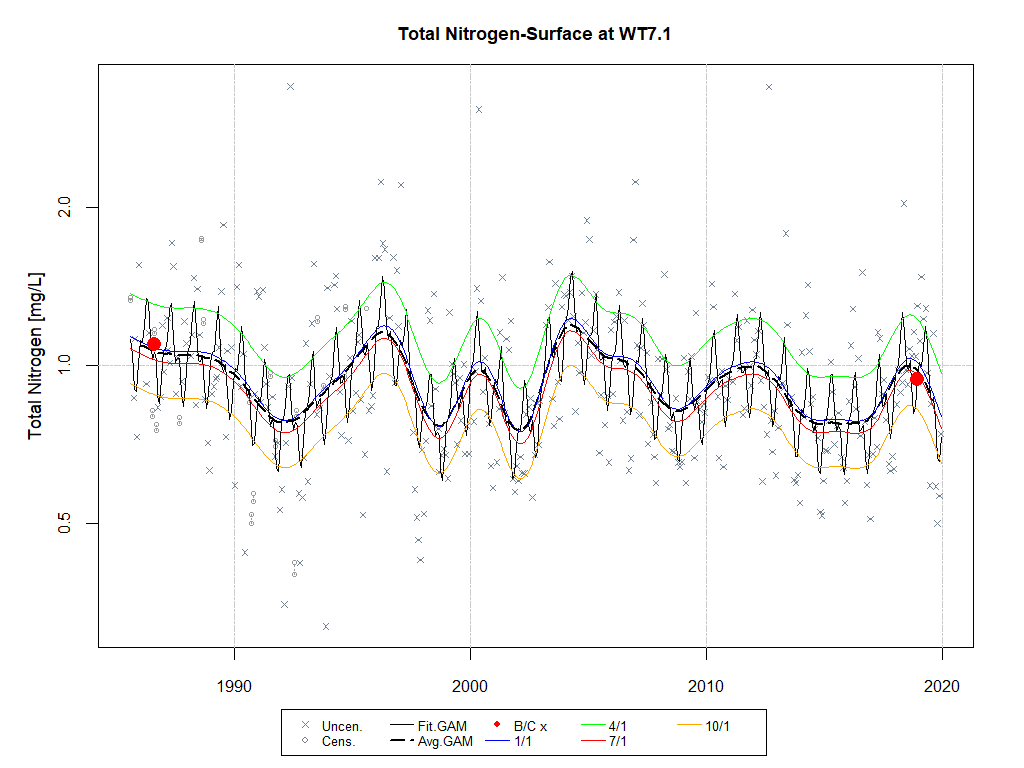 Total Nitrogen-Surface at WT7.1
Total Nitrogen [mg/L]
2.0
1.0
0.5
1990 2000 2010 2020
Uncen. Fit.GAM B/C x 4/1 10/1
Cens. Avg.GAM 1/1 7/1